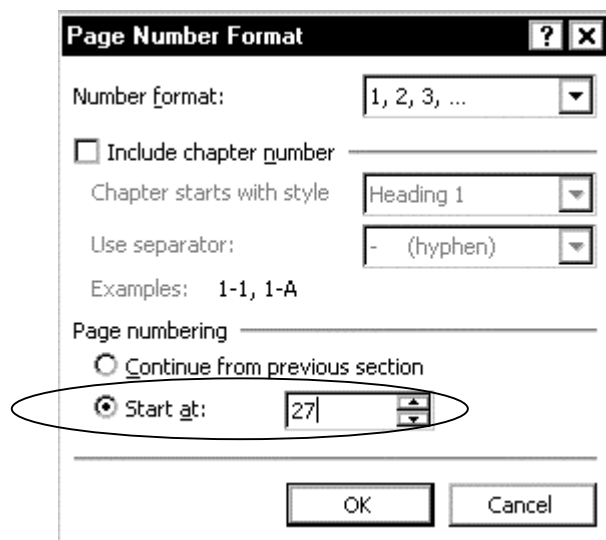 Page Number Format ? X
Number format: 1, 2, 3, ...
Include chapter number
Chapter starts with style Heading 1
Use separator: - (hyphen)
Examples: 1-1, 1-A
Page numbering
Continue from previous section
Start at: 27
OK Cancel